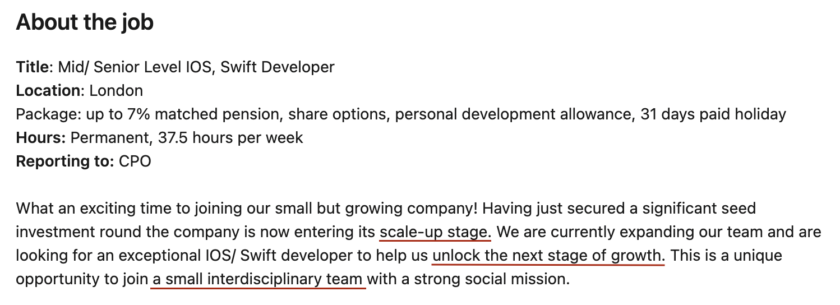 About the job
Title: Mid/ Senior Level IOS, Swift Developer
Location: London
Package: up to 7% matched pension, share options, personal development allowance, 31 days paid holiday
Hours: Permanent, 37.5 hours per week
Reporting to: CPO
What an exciting time to joining our small but growing company! Having just secured a significant seed
investment round the company is now entering its scale-up stage. We are currently expanding our team and are
looking for an exceptional IOS/ Swift developer to help us unlock the next stage of growth. This is a unique
opportunity to join a small interdisciplinary team with a strong social mission.